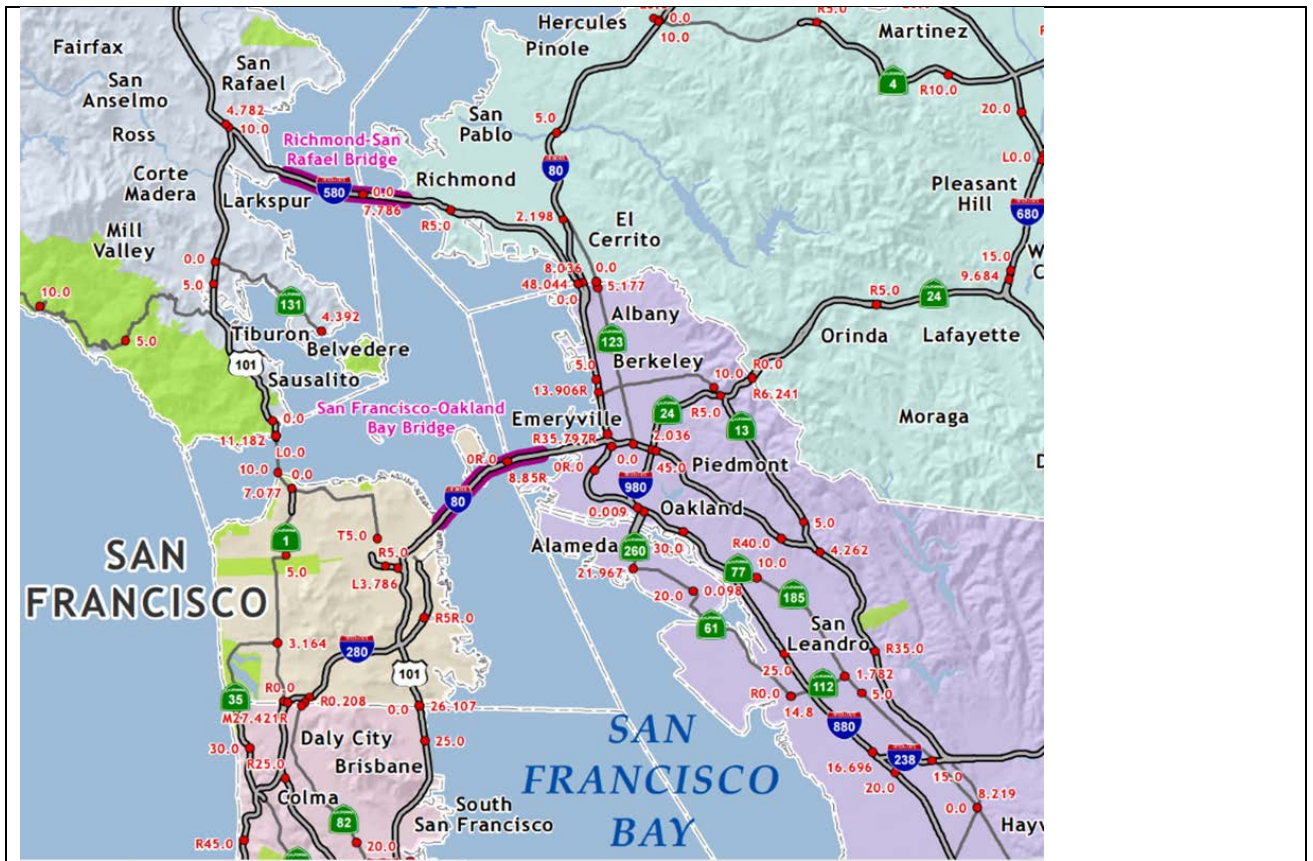 Hercules
0.0
R5.0
Martinez
Fairfax
Pinole
10.0
San
Rafael
San
Anselmo
4
R10.0
20.0
4.782
10.0
San
Pablo
5.0
Ross
Richmond-San
Rafael Bridge
80
L0.0
Corte
Madera
Larkspur
580
0.0
7.786
Richmond
R5.0
Pleasant
Hill
680
Mill
Valley
2.198
El
Cerrito
0.0
5.0
8.036
48.044
0.0
0.0
5.177
15.0
9.684
10.0
131
4.392
R5.0
24
5.0
Tiburon
Belvedere
Albany
123
Orinda
Lafayette
101
Sausalito
Berkeley
5.0
13.906R
10.0
R0.0
R6.241
San Francisco-Oakland
Bay Bridge
Emeryville
24
R5.0
13
Moraga
0.0
11.182
L0.0
R35.797R
2.036
10.0
0.0
7.077
0R.0
8.85R
0R.0
0.0
45.0
Piedmont
980
80
0.009
Oakland
5.0
1
T5.0
R5.0
Alameda
260
30.0
R40.0
4.262
SAN
FRANCISCO
5.0
L3.786
21.967
77
10.0
20.0
0.098
185
R5R.0
61
San
Leandro
3.164
280
101
R35.0
35
R0.0
R0.208
M27.421R
0.0
26.107
25.0
R0.0
14.8
112
1.782
5.0
30.0
Daly City
25.0
SAN
FRANCISCO
BAY
880
R25.0
Brisbane
16.696
238
15.0
20.0
Colma
South
San Francisco
8.219
0.0
82
R45.0
20.0